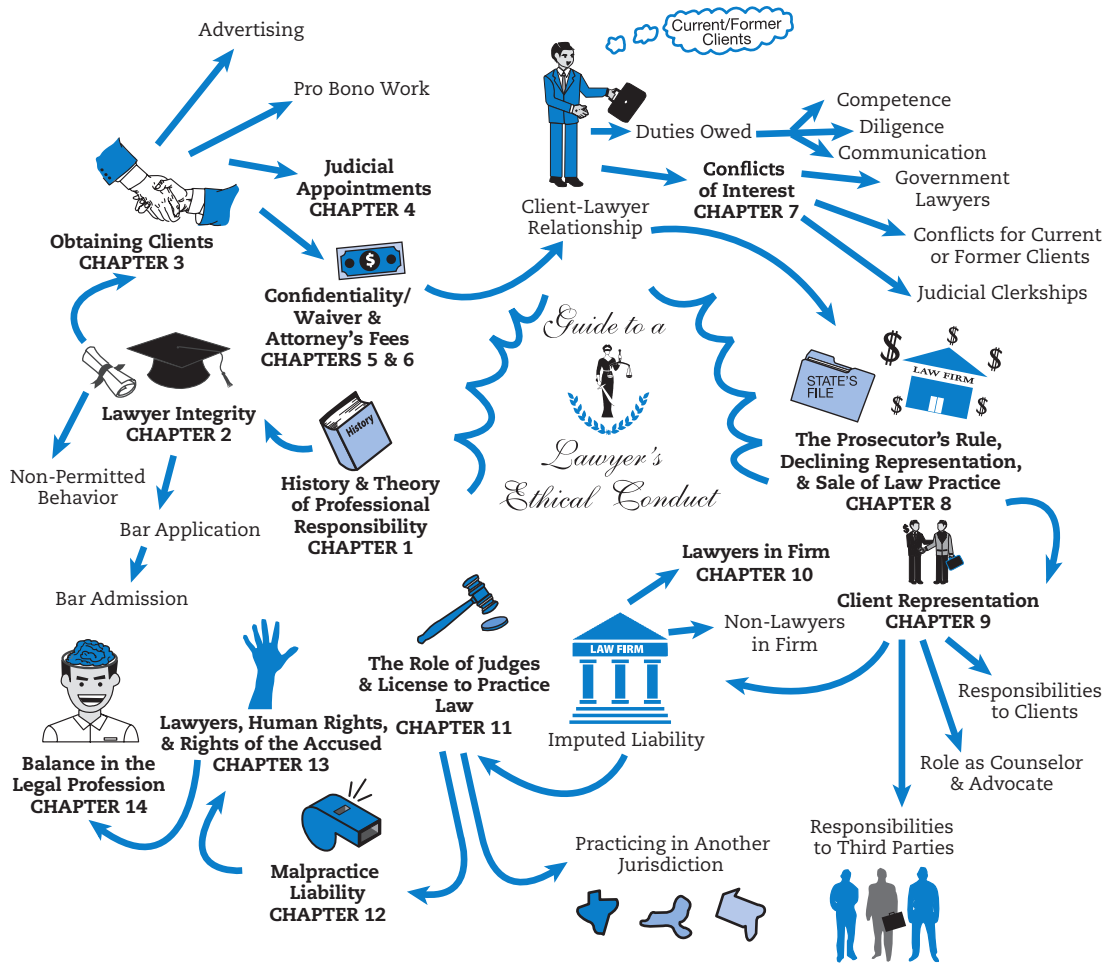 Advertising
Pro Bono Work
Judicial
Appointments
CHAPTER 4
Obtaining Clients
CHAPTER 3
$
Confidentiality/
Waiver &
Attorney's Fees
CHAPTERS 5 & 6
Lawyer Integrity
CHAPTER 2
Non-Permitted
Behavior
Bar Application
Bar Admission
History
History & Theory
of Professional
Responsibility
CHAPTER 1
Current/Former
Clients
Duties Owed
Competence
Diligence
Communication
Client-Lawyer
Relationship
Conflicts
of Interest
CHAPTER 7
Government
Lawyers
Conflicts for Current
or Former Clients
Judicial Clerkships
Guide to a
Lawyer's
Ethical Conduct
STATE'S
FILE
$
$
$
$
$
LAW FIRM
The Prosecutor's Rule,
Declining Representation,
& Sale of Law Practice
CHAPTER 8
$
Client Representation
CHAPTER 9
Responsibilities
to Clients
Role as Counselor
& Advocate
Responsibilities
to Third Parties
Lawyers in Firm
CHAPTER 10
Non-Lawyers
in Firm
LAW FIRM
Imputed Liability
The Role of Judges
& License to Practice
Law
CHAPTER 11
Practicing in Another
Jurisdiction
Malpractice
Liability
CHAPTER 12
Lawyers, Human Rights,
& Rights of the Accused
CHAPTER 13
Balance in the
Legal Profession
CHAPTER 14